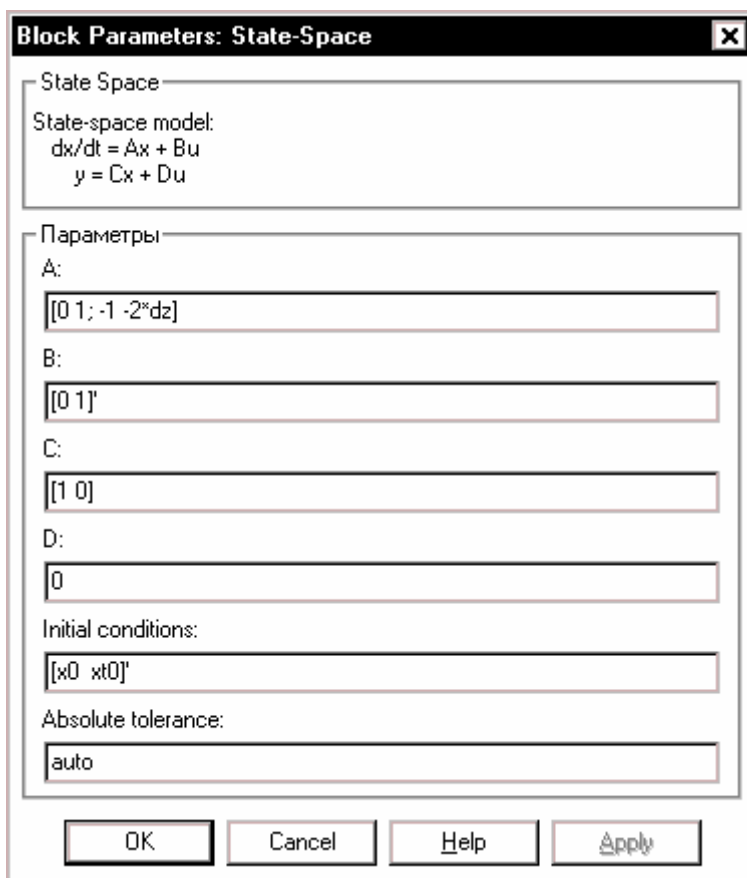 Block Parameters: State-Space
State Space
State-space model:
dx/dt = Ax + Bu
y = Cx + Du
Параметры
A:
[0 1; -1 -2*dz]
B:
[0 1]'
C:
[1 0]
D:
0
Initial conditions:
[x0  xt0]'
Absolute tolerance:
auto
OK Cancel Help Apply